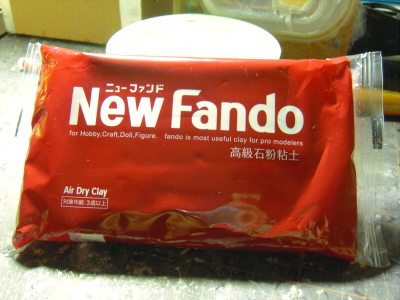 ニューファンド
New Fando
for Hobby,Craft,Doll,Figure. fando is most useful clay for pro modelers
高級石粉粘土
Air Dry Clay
対象年齢 3歳以上